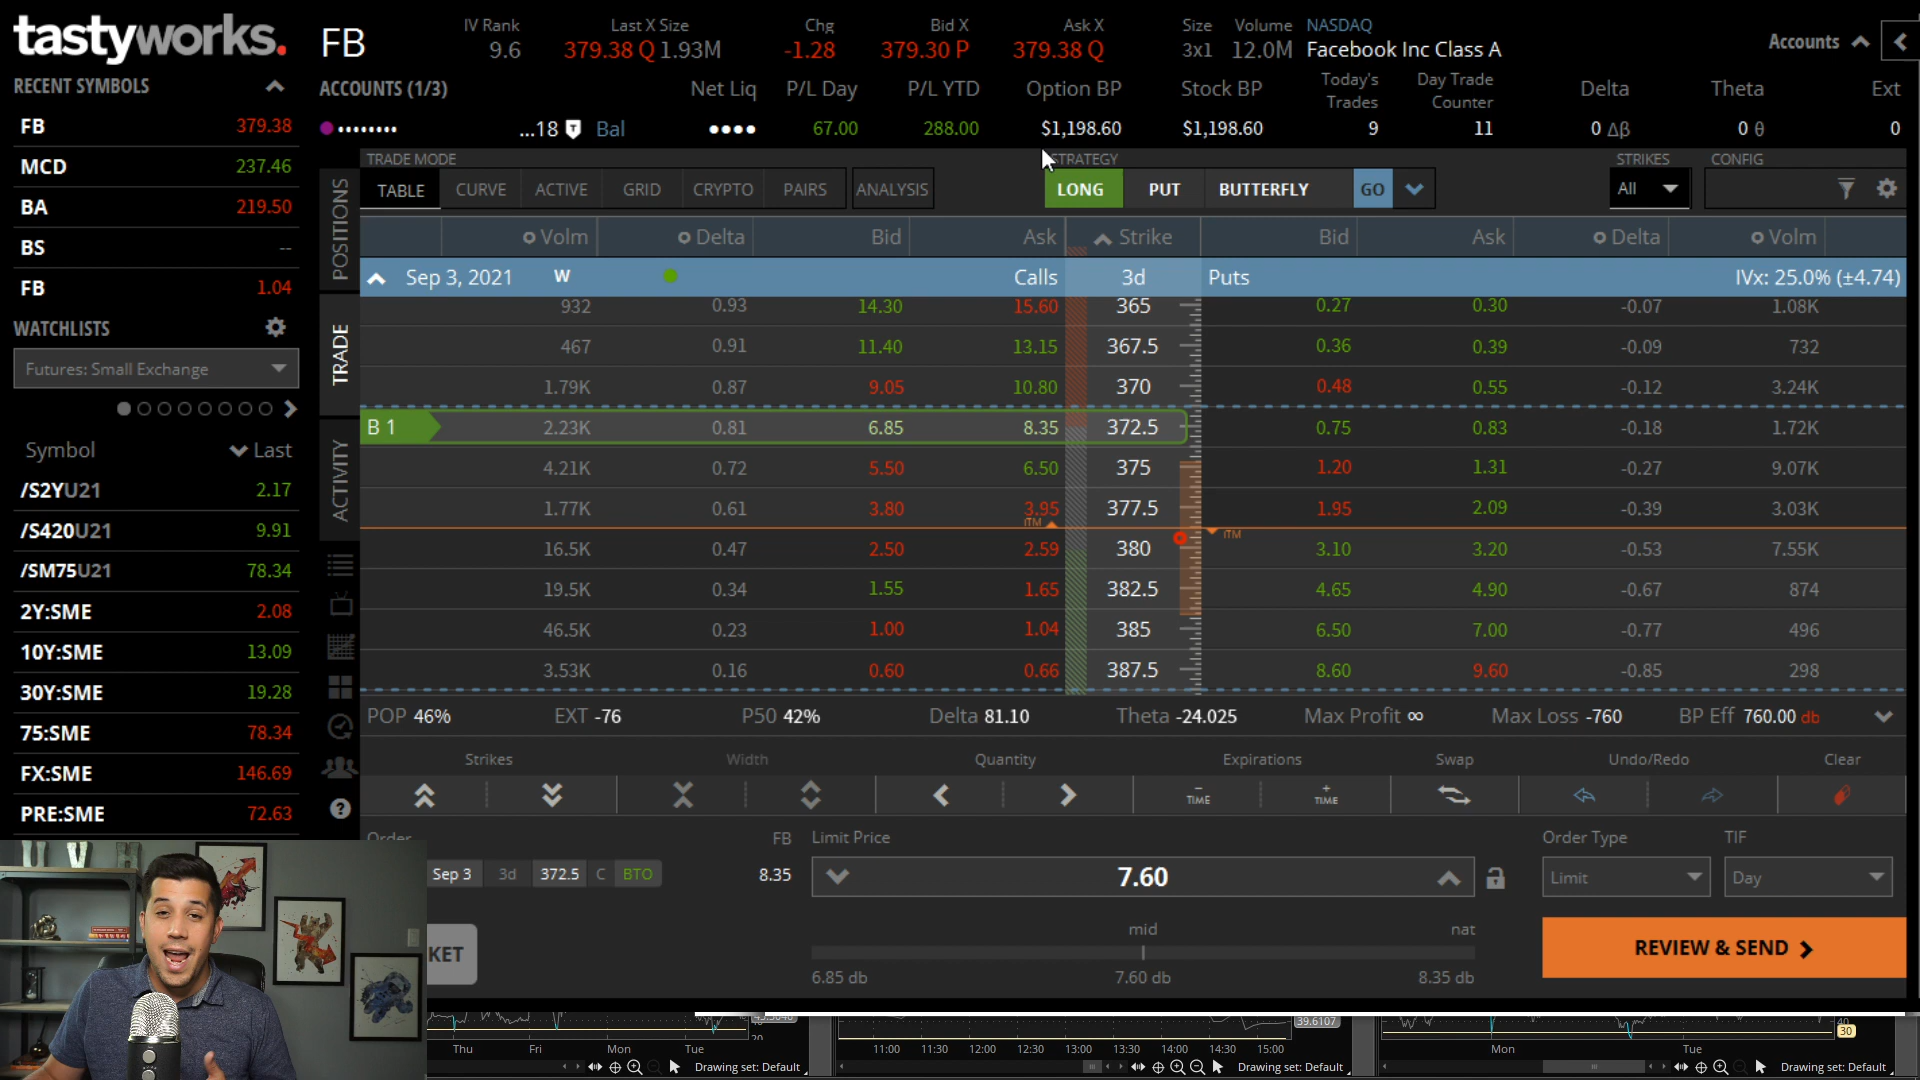 tastyworks.
FB
IV Rank
9.6
Last X Size
379.38 Q 1.93M
Chg
-1.28
Bid X
379.30 P
Ask X
379.38 Q
Size
3x1
Volume
12.0M
NASDAQ
Facebook Inc Class A
Accounts
RECENT SYMBOLS
FB 379.38
MCD 237.46
BA 219.50
BS --
FB 1.04
WATCHLISTS
Futures: Small Exchange
Symbol Last
/S2YU21 2.17
/S420U21 9.91
/SM75U21 78.34
2Y:SME 2.08
10Y:SME 13.09
30Y:SME 19.28
75:SME 78.34
FX:SME 146.69
PRE:SME 72.63
ACCOUNTS (1/3) Net Liq P/L Day P/L YTD Option BP Stock BP Today's Trades Day Trade Counter Delta Theta Ext
•••••••• ...18 T Bal •••• 67.00 288.00 $1,198.60 $1,198.60 9 11 0 Δβ 0 θ 0
POSITIONS
TRADE
ACTIVITY
TRADE MODE
TABLE CURVE ACTIVE GRID CRYPTO PAIRS ANALYSIS
STRATEGY
LONG PUT BUTTERFLY GO
STRIKES
All
CONFIG
Volm Delta Bid Ask Strike Bid Ask Delta Volm
Sep 3, 2021 W Calls 3d Puts IVx: 25.0% (±4.74)
932 0.93 14.30 15.60 365 0.27 0.30 -0.07 1.08K
467 0.91 11.40 13.15 367.5 0.36 0.39 -0.09 732
1.79K 0.87 9.05 10.80 370 0.48 0.55 -0.12 3.24K
B 1 2.23K 0.81 6.85 8.35 372.5 0.75 0.83 -0.18 1.72K
4.21K 0.72 5.50 6.50 375 1.20 1.31 -0.27 9.07K
1.77K 0.61 3.80 3.95 377.5 1.95 2.09 -0.39 3.03K
ITM ITM
16.5K 0.47 2.50 2.59 380 3.10 3.20 -0.53 7.55K
19.5K 0.34 1.55 1.65 382.5 4.65 4.90 -0.67 874
46.5K 0.23 1.00 1.04 385 6.50 7.00 -0.77 496
3.53K 0.16 0.60 0.66 387.5 8.60 9.60 -0.85 298
POP 46% EXT -76 P50 42% Delta 81.10 Theta -24.025 Max Profit ∞ Max Loss -760 BP Eff 760.00 db
Strikes Width Quantity Expirations Swap Undo/Redo Clear
− TIME + TIME
Order FB Limit Price Order Type TIF
Sep 3 3d 372.5 C BTO 8.35 7.60 Limit Day
mid nat
6.85 db 7.60 db 8.35 db
KET
REVIEW & SEND
39.6107
30
Thu Fri Mon Tue
11:00 11:30 12:00 12:30 13:00 13:30 14:00 14:30 15:00
Mon Tue
Drawing set: Default
Drawing set: Default
Drawing set: Default